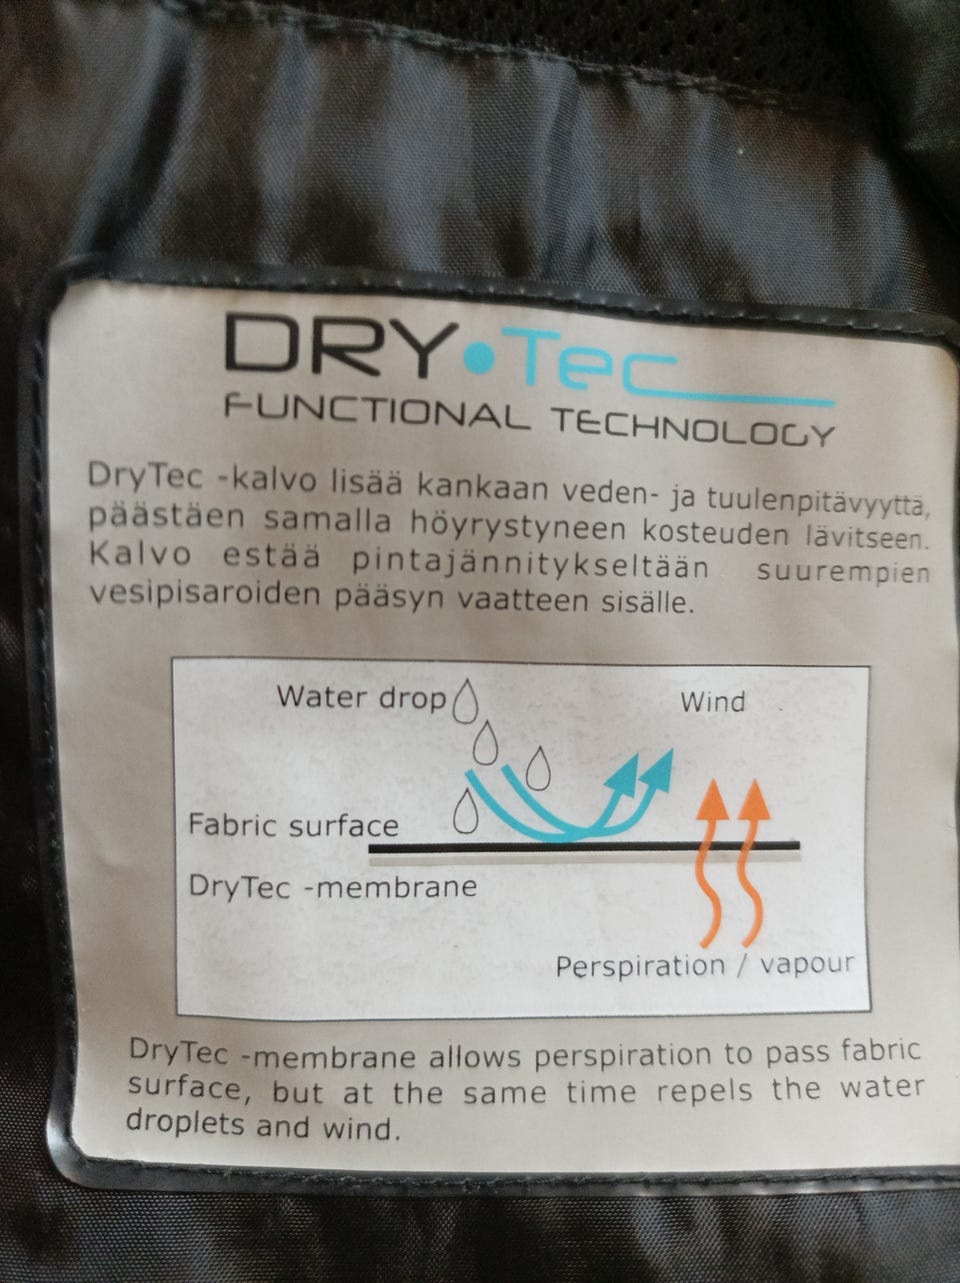 DRY•Tec
FUNCTIONAL TECHNOLOGY
DryTec -kalvo lisää kankaan veden- ja tuulenpitävyyttä,
päästäen samalla höyrystyneen kosteuden lävitseen.
Kalvo estää pintajännitykseltään suurempien
vesipisaroiden pääsyn vaatteen sisälle.
Water drop
Wind
Fabric surface
DryTec -membrane
Perspiration / vapour
DryTec -membrane allows perspiration to pass fabric
surface, but at the same time repels the water
droplets and wind.